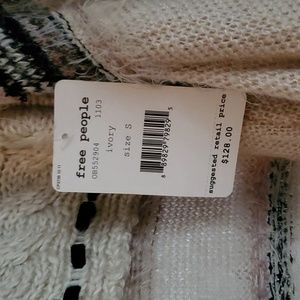 free people
OB552904 1103
ivory
size S
suggested retail price
$128.00